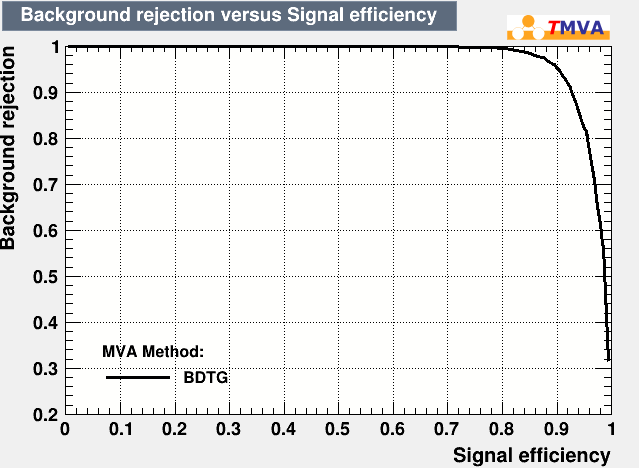 Background rejection versus Signal efficiency
TMVA
Background rejection
1
0.9
0.8
0.7
0.6
0.5
0.4
0.3
0.2
MVA Method:
BDTG
0 0.1 0.2 0.3 0.4 0.5 0.6 0.7 0.8 0.9 1
Signal efficiency